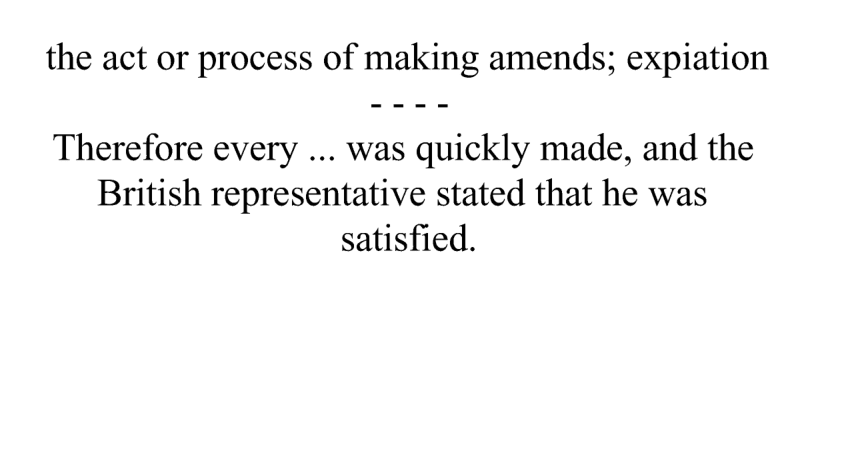 the act or process of making amends; expiation
- - - -
Therefore every ... was quickly made, and the
British representative stated that he was
satisfied.